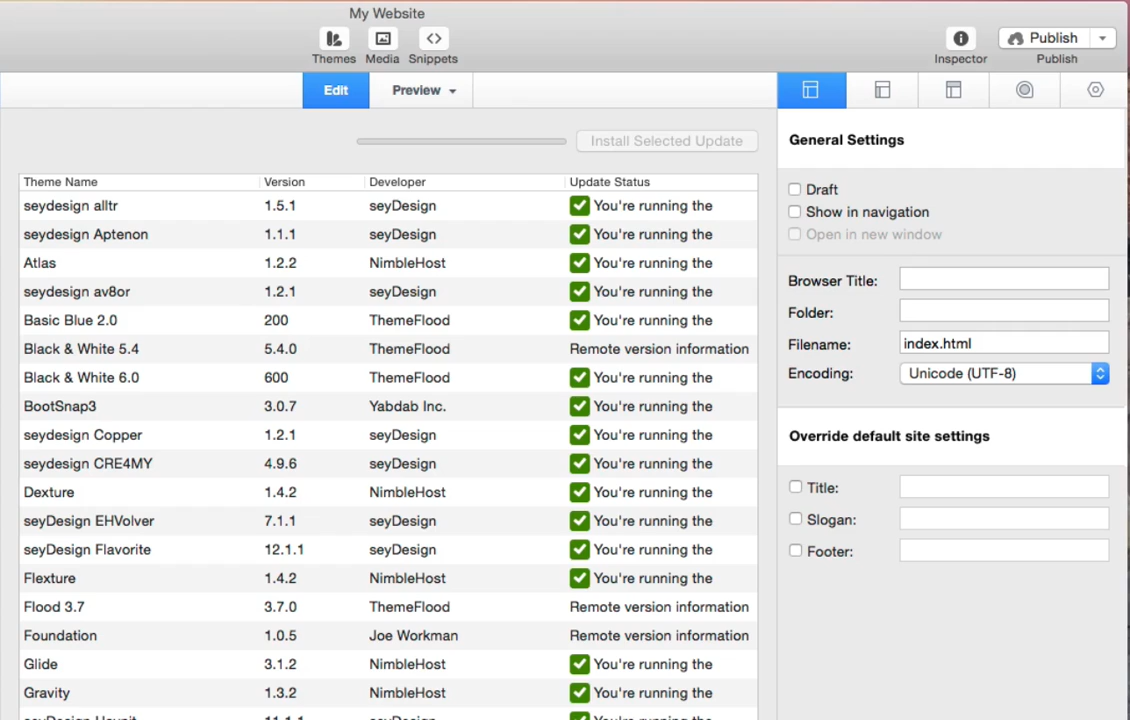 My Website
Themes Media Snippets
Inspector
Publish
Publish
Edit
Preview
Install Selected Update
General Settings
Draft
Show in navigation
Open in new window
Browser Title:
Folder:
Filename: index.html
Encoding: Unicode (UTF-8)
Override default site settings
Title:
Slogan:
Footer:
Theme Name Version Developer Update Status
seydesign alltr 1.5.1 seyDesign You're running the
seydesign Aptenon 1.1.1 seyDesign You're running the
Atlas 1.2.2 NimbleHost You're running the
seydesign av8or 1.2.1 seyDesign You're running the
Basic Blue 2.0 200 ThemeFlood You're running the
Black & White 5.4 5.4.0 ThemeFlood Remote version information
Black & White 6.0 600 ThemeFlood You're running the
BootSnap3 3.0.7 Yabdab Inc. You're running the
seydesign Copper 1.2.1 seyDesign You're running the
seydesign CRE4MY 4.9.6 seyDesign You're running the
Dexture 1.4.2 NimbleHost You're running the
seyDesign EHVolver 7.1.1 seyDesign You're running the
seyDesign Flavorite 12.1.1 seyDesign You're running the
Flexture 1.4.2 NimbleHost You're running the
Flood 3.7 3.7.0 ThemeFlood Remote version information
Foundation 1.0.5 Joe Workman Remote version information
Glide 3.1.2 NimbleHost You're running the
Gravity 1.3.2 NimbleHost You're running the